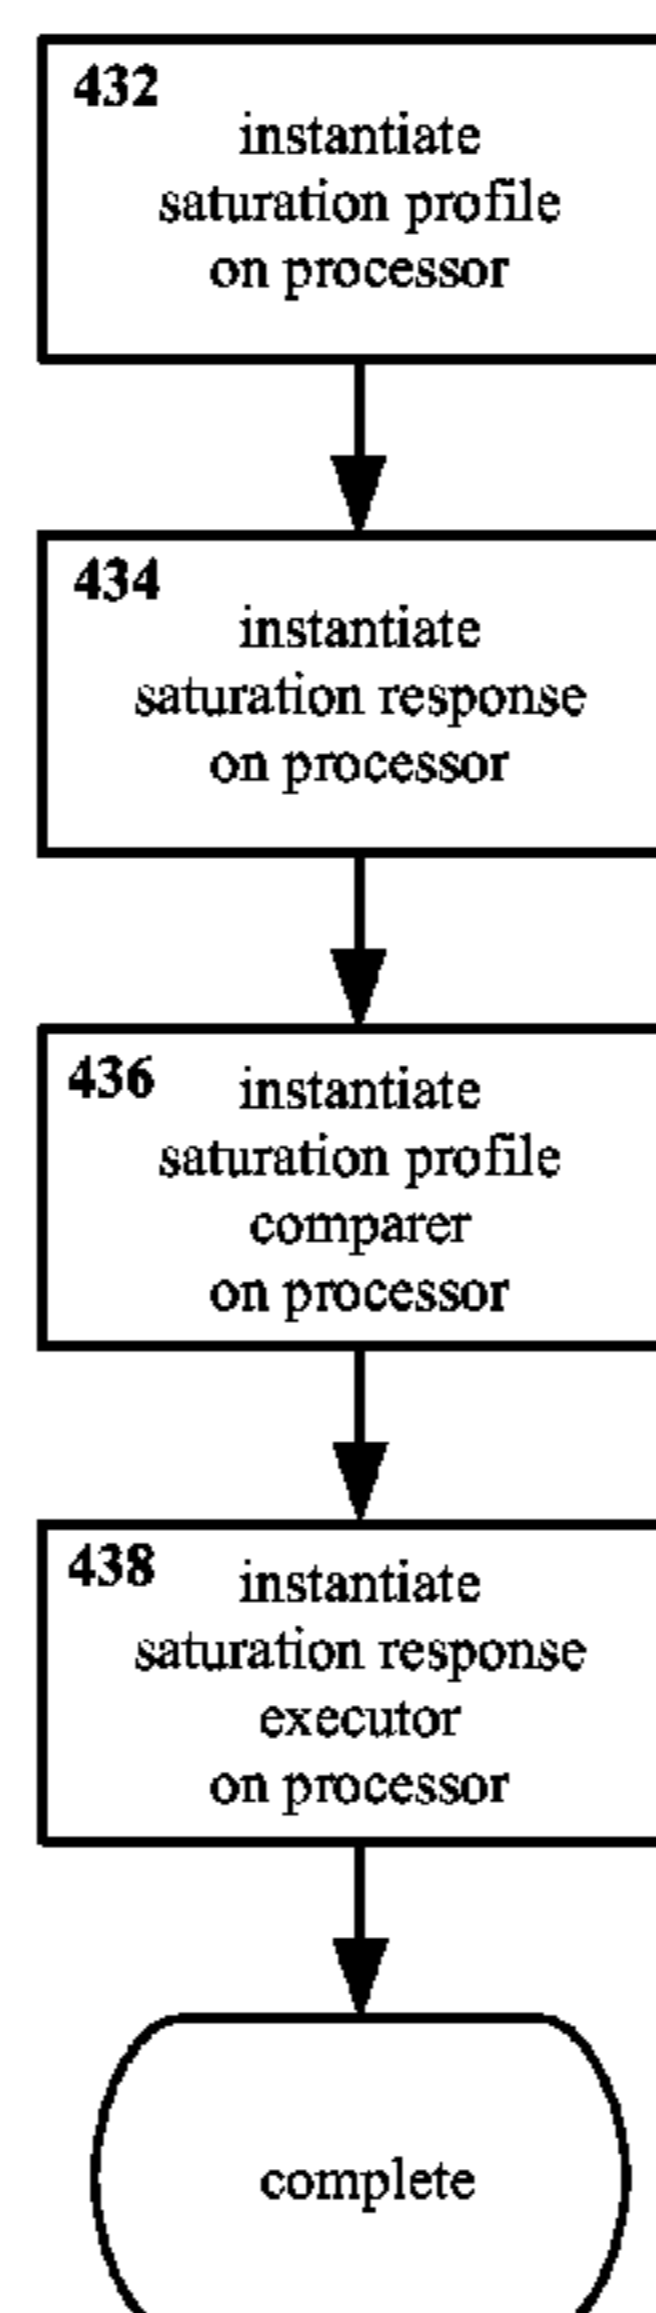 432
instantiate
saturation profile
on processor
434
instantiate
saturation response
on processor
436
instantiate
saturation profile
comparer
on processor
438
instantiate
saturation response
executor
on processor
complete